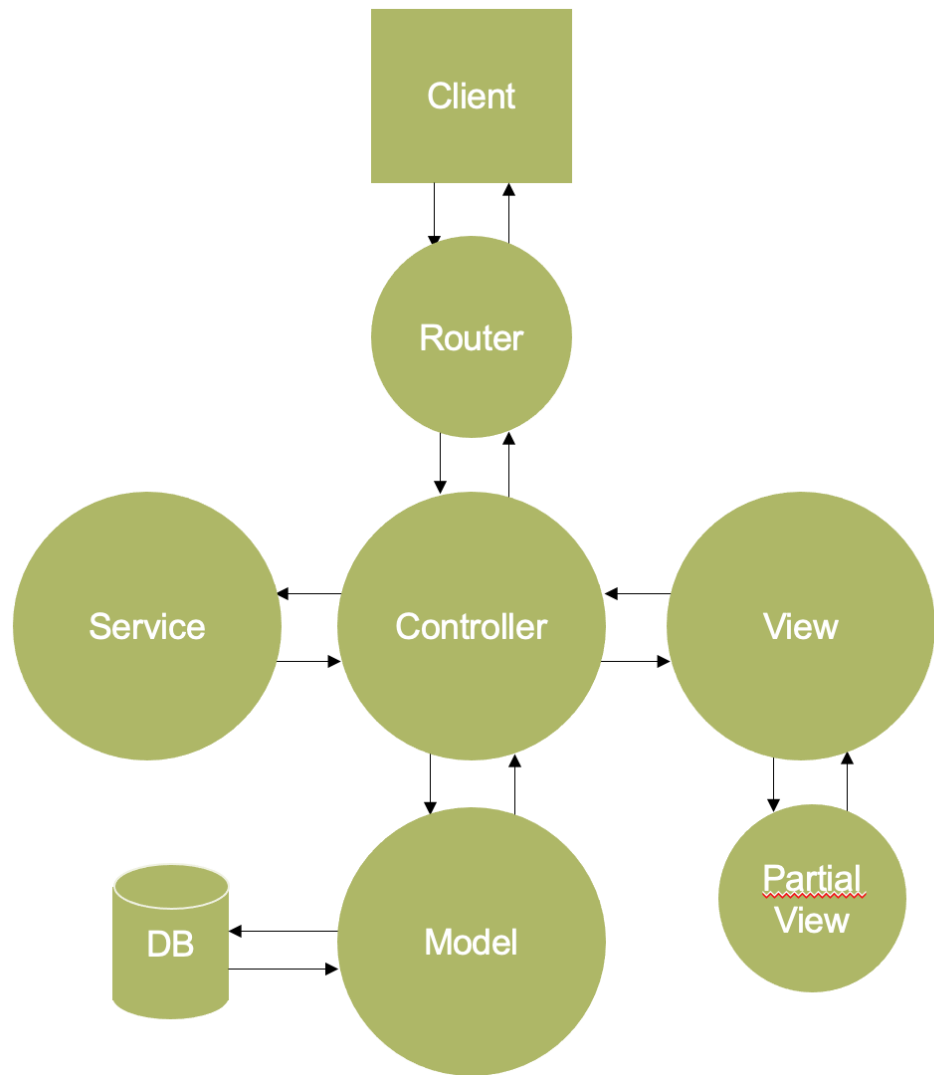 Client
Router
Service
Controller
View
Partial
View
DB
Model